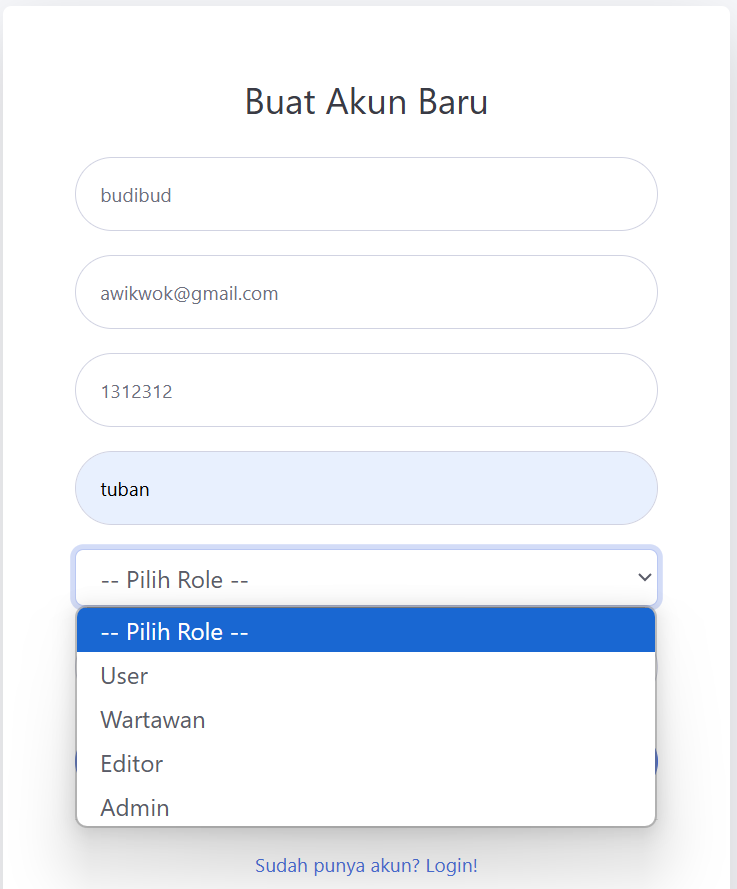 Buat Akun Baru
budibud
awikwok@gmail.com
1312312
tuban
-- Pilih Role --
-- Pilih Role --
User
Wartawan
Editor
Admin
Sudah punya akun? Login!